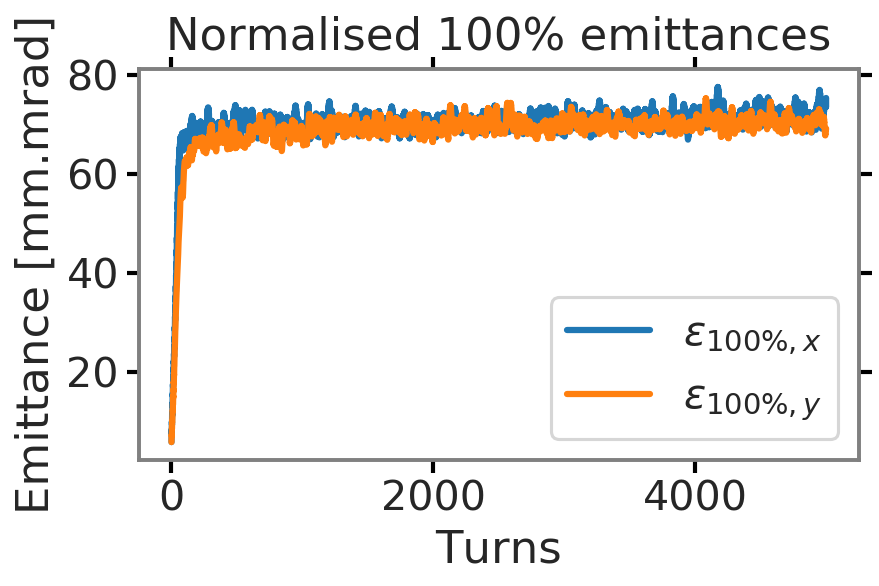 Normalised 100% emittances
Emittance [mm.mrad]
80
60
40
20
0 2000 4000
Turns
ε100%, x
ε100%, y